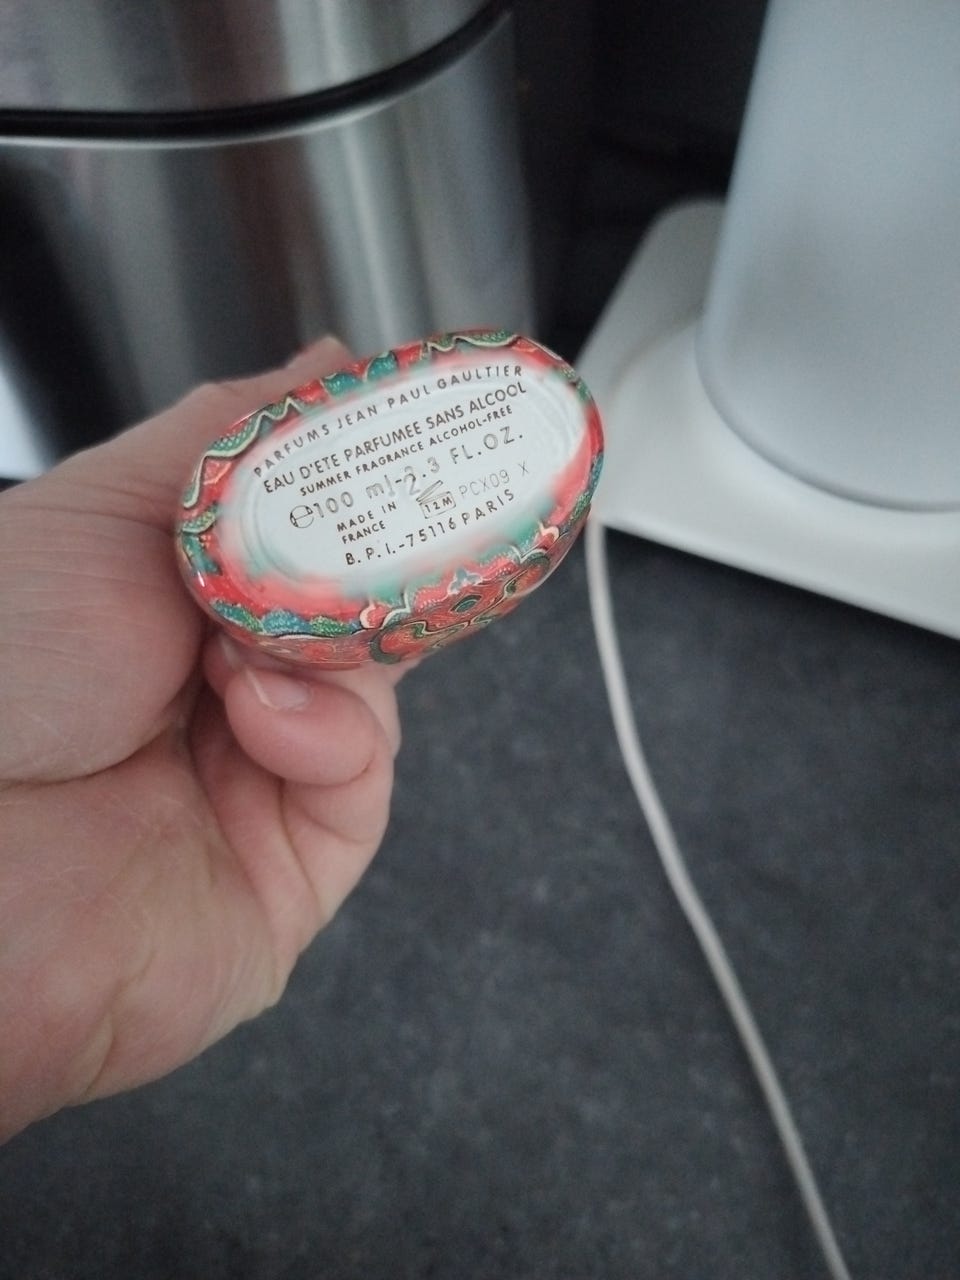 PARFUMS JEAN PAUL GAULTIER
EAU D'ETE PARFUMEE SANS ALCOOL
SUMMER FRAGRANCE ALCOHOL-FREE
℮100 ml-2.3 FL.OZ.
MADE IN
FRANCE
12M
PCX09 X
B.P.I.-75116 PARIS